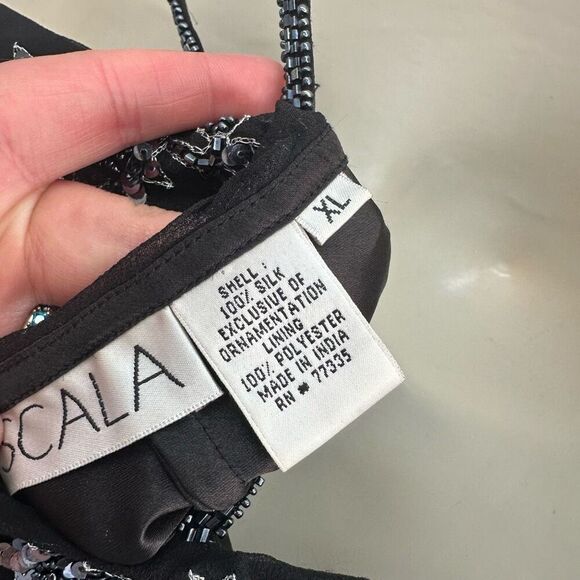 XL
SHELL
100% SILK
EXCLUSIVE OF
ORNAMENTATION
LINING
100% POLYESTER
MADE IN INDIA
RN # 77335
SCALA